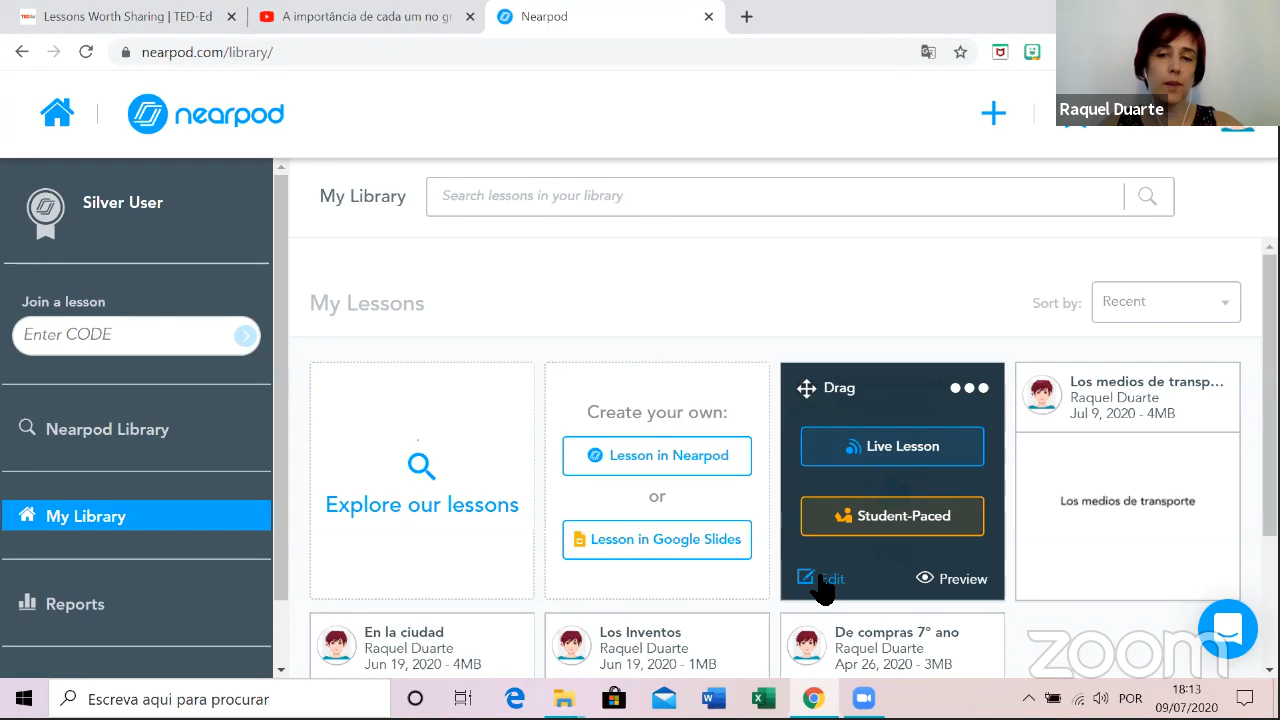 Lessons Worth Sharing | TED-Ed
A importância de cada um no gr
Nearpod
nearpod.com/library/
Raquel Duarte
nearpod
Silver User
My Library
Search lessons in your library
Join a lesson
Enter CODE
My Lessons
Sort by:
Recent
Nearpod Library
My Library
Reports
Explore our lessons
Create your own:
Lesson in Nearpod
or
Lesson in Google Slides
Drag
Live Lesson
Student-Paced
Edit
Preview
Los medios de transp...
Raquel Duarte
Jul 9, 2020 - 4MB
Los medios de transporte
En la ciudad
Raquel Duarte
Jun 19, 2020 - 4MB
Los Inventos
Raquel Duarte
Jun 19, 2020 - 1MB
De compras 7º ano
Raquel Duarte
Apr 26, 2020 - 3MB
zoom
Escreva aqui para procurar
POR
18:13
09/07/2020